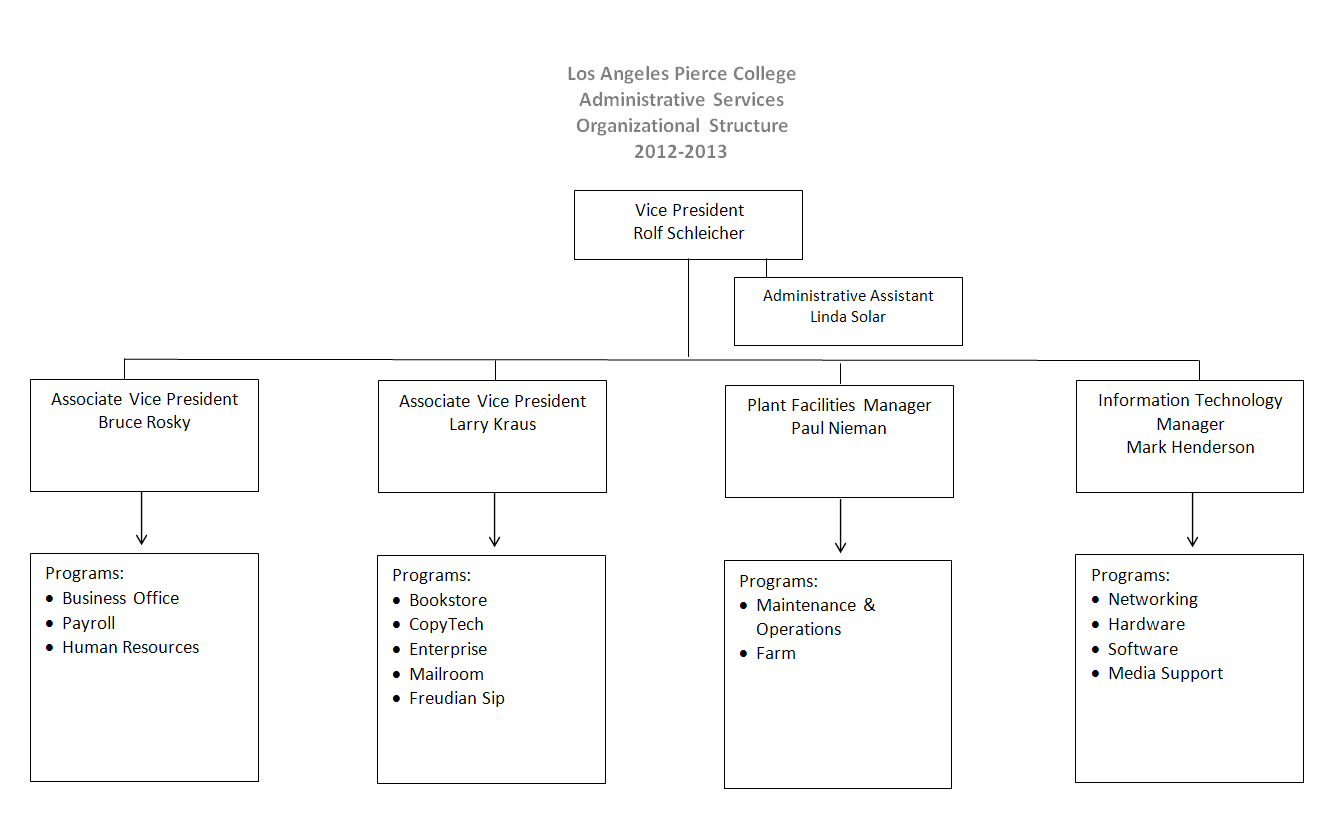 Los Angeles Pierce College
Administrative Services
Organizational Structure
2012-2013
Vice President
Rolf Schleicher
Administrative Assistant
Linda Solar
Associate Vice President
Bruce Rosky
Associate Vice President
Larry Kraus
Plant Facilities Manager
Paul Nieman
Information Technology
Manager
Mark Henderson
Programs:
• Business Office
• Payroll
• Human Resources
Programs:
• Bookstore
• CopyTech
• Enterprise
• Mailroom
• Freudian Sip
Programs:
• Maintenance &
Operations
• Farm
Programs:
• Networking
• Hardware
• Software
• Media Support